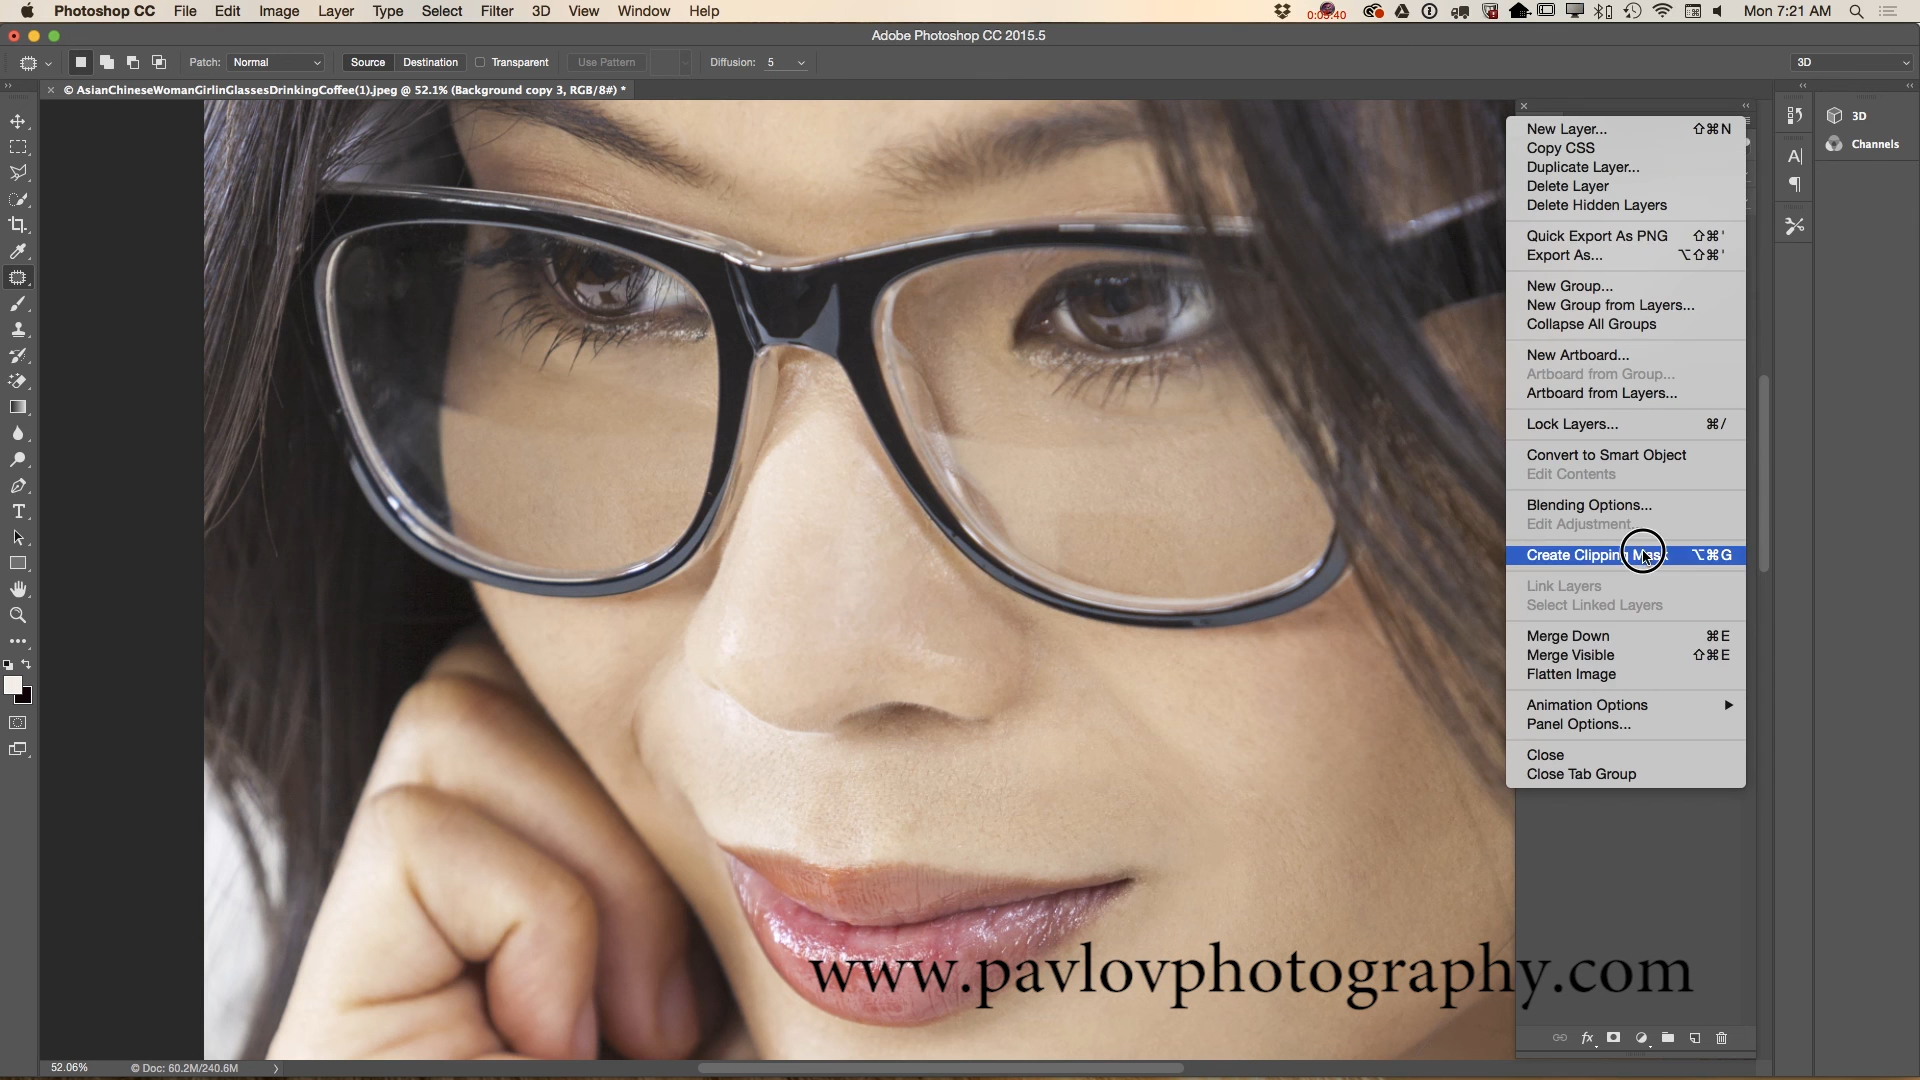 Photoshop CC File Edit Image Layer Type Select Filter 3D View Window Help Mon 7:21 AM
Adobe Photoshop CC 2015.5
Patch: Normal Source Destination Transparent Use Pattern Diffusion: 5 3D
© AsianChineseWomanGirlinGlassesDrinkingCoffee(1).jpeg @ 52.1% (Background copy 3, RGB/8#) *
3D
Channels
New Layer... ⇧⌘N
Copy CSS
Duplicate Layer...
Delete Layer
Delete Hidden Layers
Quick Export As PNG ⇧⌘'
Export As... ⌥⇧⌘'
New Group...
New Group from Layers...
Collapse All Groups
New Artboard...
Artboard from Group...
Artboard from Layers...
Lock Layers... ⌘/
Convert to Smart Object
Edit Contents
Blending Options...
Edit Adjustment...
Create Clipping Mask ⌥⌘G
Link Layers
Select Linked Layers
Merge Down ⌘E
Merge Visible ⇧⌘E
Flatten Image
Animation Options
Panel Options...
Close
Close Tab Group
www.pavlovphotography.com
fx
52.06% © Doc: 60.2M/240.6M